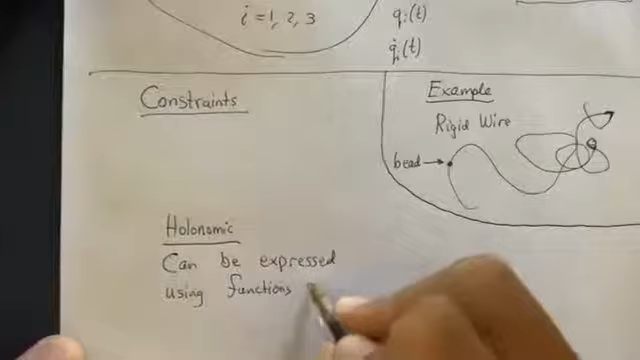 i = 1, 2, 3
qᵢ(t)
q̇ᵢ(t)
Constraints
Example
Rigid Wire
bead
Holonomic
Can be expressed
using functions